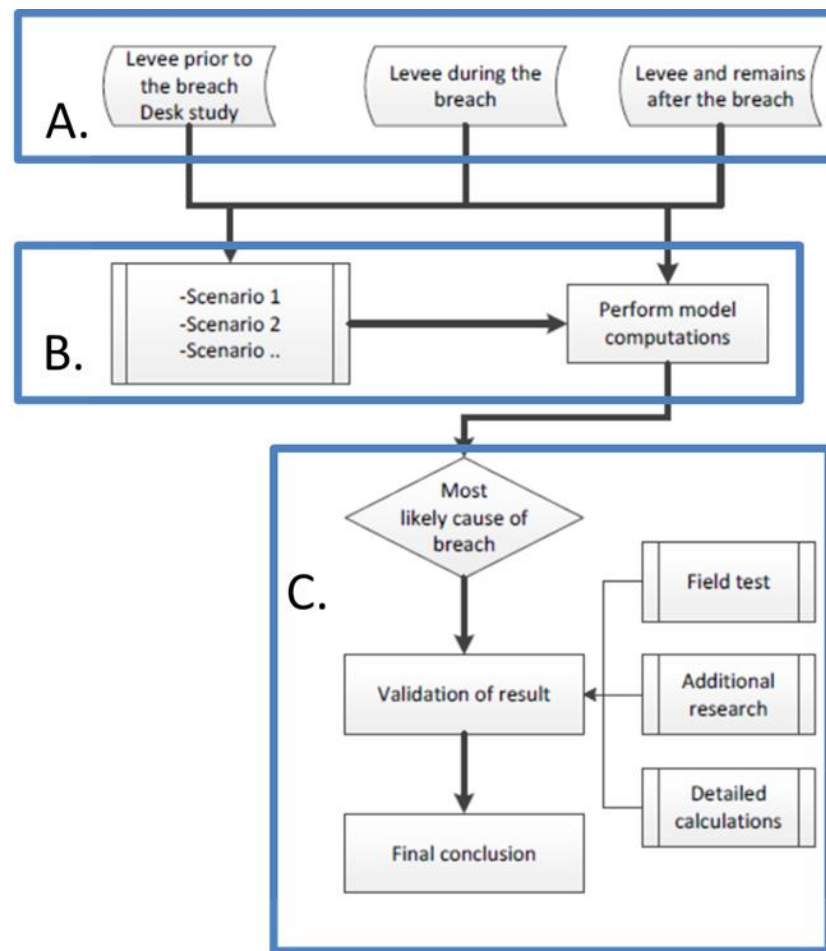 Levee prior to
the breach
Desk study
Levee during the
breach
Levee and remains
after the breach
A.
-Scenario 1
-Scenario 2
-Scenario ..
Perform model
computations
B.
Most
likely cause of
breach
C.
Field test
Validation of result
Additional
research
Detailed
calculations
Final conclusion